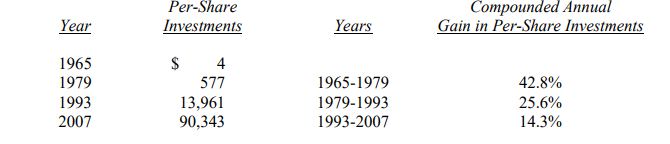 Per-Share Compounded Annual
Year Investments Years Gain in Per-Share Investments
1965 $ 4
1979 577 1965-1979 42.8%
1993 13,961 1979-1993 25.6%
2007 90,343 1993-2007 14.3%